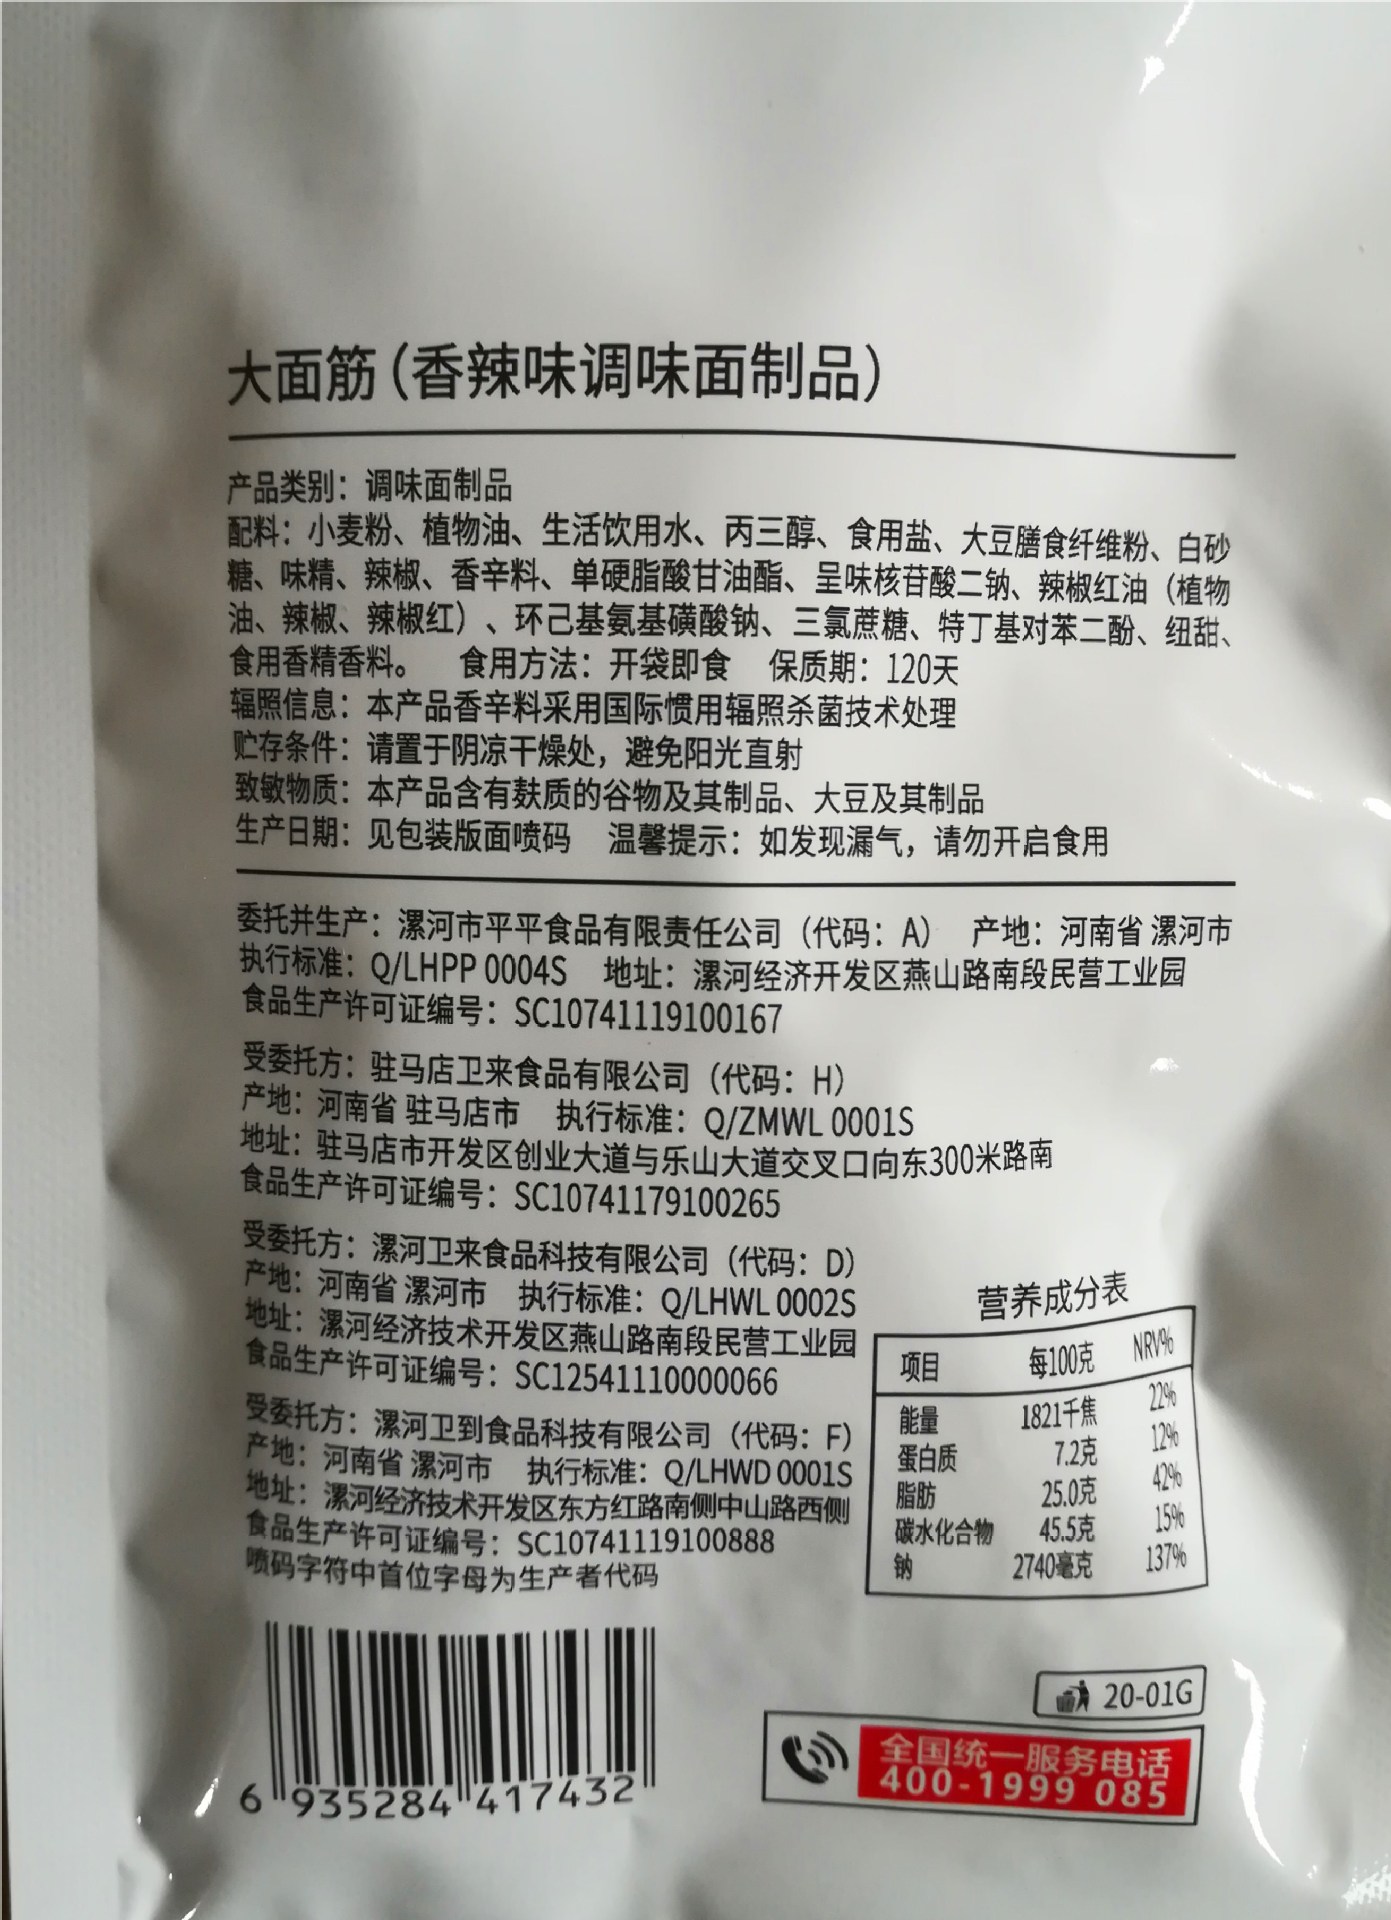 大面筋(香辣味调味面制品)
产品类别：调味面制品
配料：小麦粉、植物油、生活饮用水、丙三醇、食用盐、大豆膳食纤维粉、白砂
糖、味精、辣椒、香辛料、单硬脂酸甘油酯、呈味核苷酸二钠、辣椒红油（植物
油、辣椒、辣椒红）、环己基氨基磺酸钠、三氯蔗糖、特丁基对苯二酚、纽甜、
食用香精香料。 食用方法：开袋即食 保质期：120天
辐照信息：本产品香辛料采用国际惯用辐照杀菌技术处理
贮存条件：请置于阴凉干燥处，避免阳光直射
致敏物质：本产品含有麸质的谷物及其制品、大豆及其制品
生产日期：见包装版面喷码 温馨提示：如发现漏气，请勿开启食用
委托并生产：漯河市平平食品有限责任公司（代码：A） 产地：河南省 漯河市
执行标准：Q/LHPP 0004S 地址：漯河经济开发区燕山路南段民营工业园
食品生产许可证编号：SC10741119100167
受委托方：驻马店卫来食品有限公司（代码：H）
产地：河南省 驻马店市 执行标准：Q/ZMWL 0001S
地址：驻马店市开发区创业大道与乐山大道交叉口向东300米路南
食品生产许可证编号：SC10741179100265
受委托方：漯河卫来食品科技有限公司（代码：D）
产地：河南省 漯河市 执行标准：Q/LHWL 0002S
地址：漯河经济技术开发区燕山路南段民营工业园
食品生产许可证编号：SC12541110000066
受委托方：漯河卫到食品科技有限公司（代码：F）
产地：河南省 漯河市 执行标准：Q/LHWD 0001S
地址：漯河经济技术开发区东方红路南侧中山路西侧
食品生产许可证编号：SC10741119100888
喷码字符中首位字母为生产者代码
营养成分表
项目 每100克 NRV%
能量 1821千焦 22%
蛋白质 7.2克 12%
脂肪 25.0克 42%
碳水化合物 45.5克 15%
钠 2740毫克 137%
6 935284 417432
20-01G
全国统一服务电话
400-1999 085